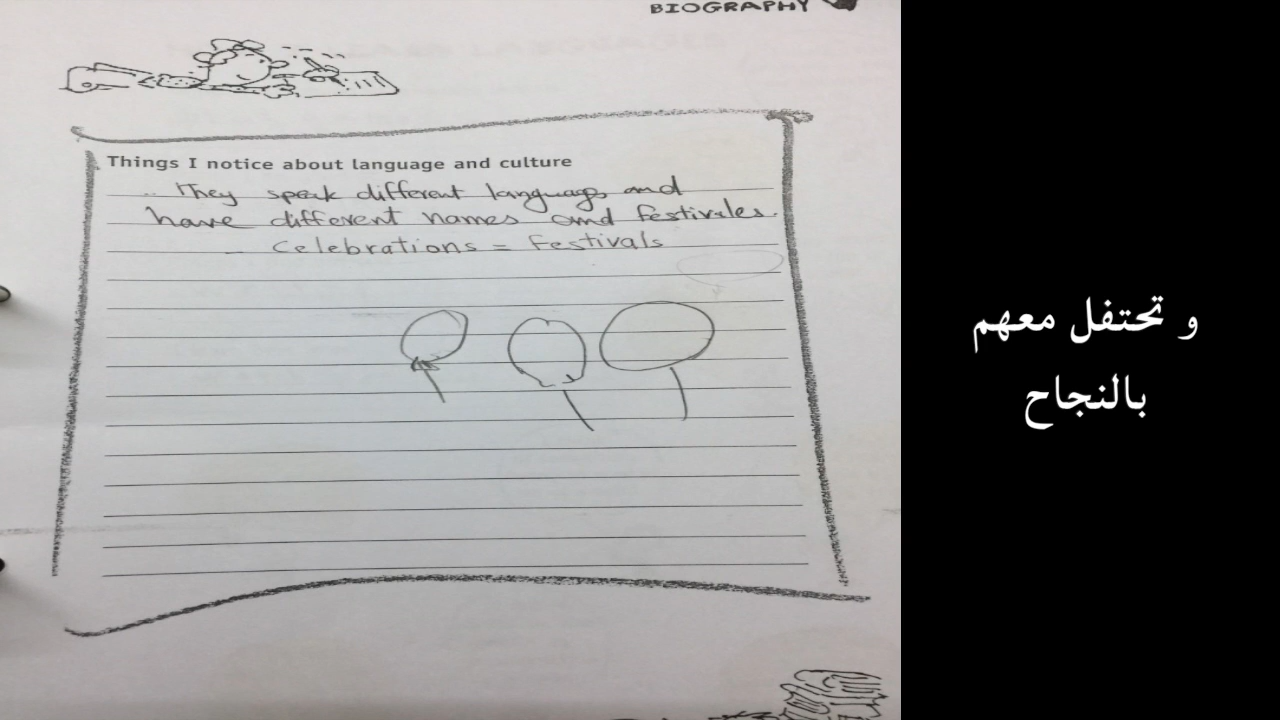 BIOGRAPHY
Things I notice about language and culture
They speak different languages and
have different names and festivales.
Celebrations = Festivals
و تحتفل معهم
بالنجاح